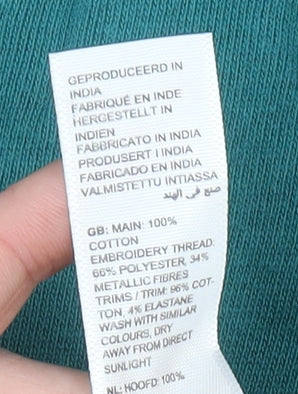 GEPRODUCEERD IN
INDIA
FABRIQUÉ EN INDE
HERGESTELLT IN
INDIEN
FABBRICATO IN INDIA
PRODUSERT I INDIA
FABRICADO EN INDIA
VALMISTETTU INTIASSA
صنع في الهند
GB: MAIN: 100%
COTTON
EMBROIDERY THREAD:
66% POLYESTER, 34%
METALLIC FIBRES
TRIMS / TRIM: 96% COT-
TON, 4% ELASTANE
WASH WITH SIMILAR
COLOURS, DRY
AWAY FROM DIRECT
SUNLIGHT
NL: HOOFD: 100%